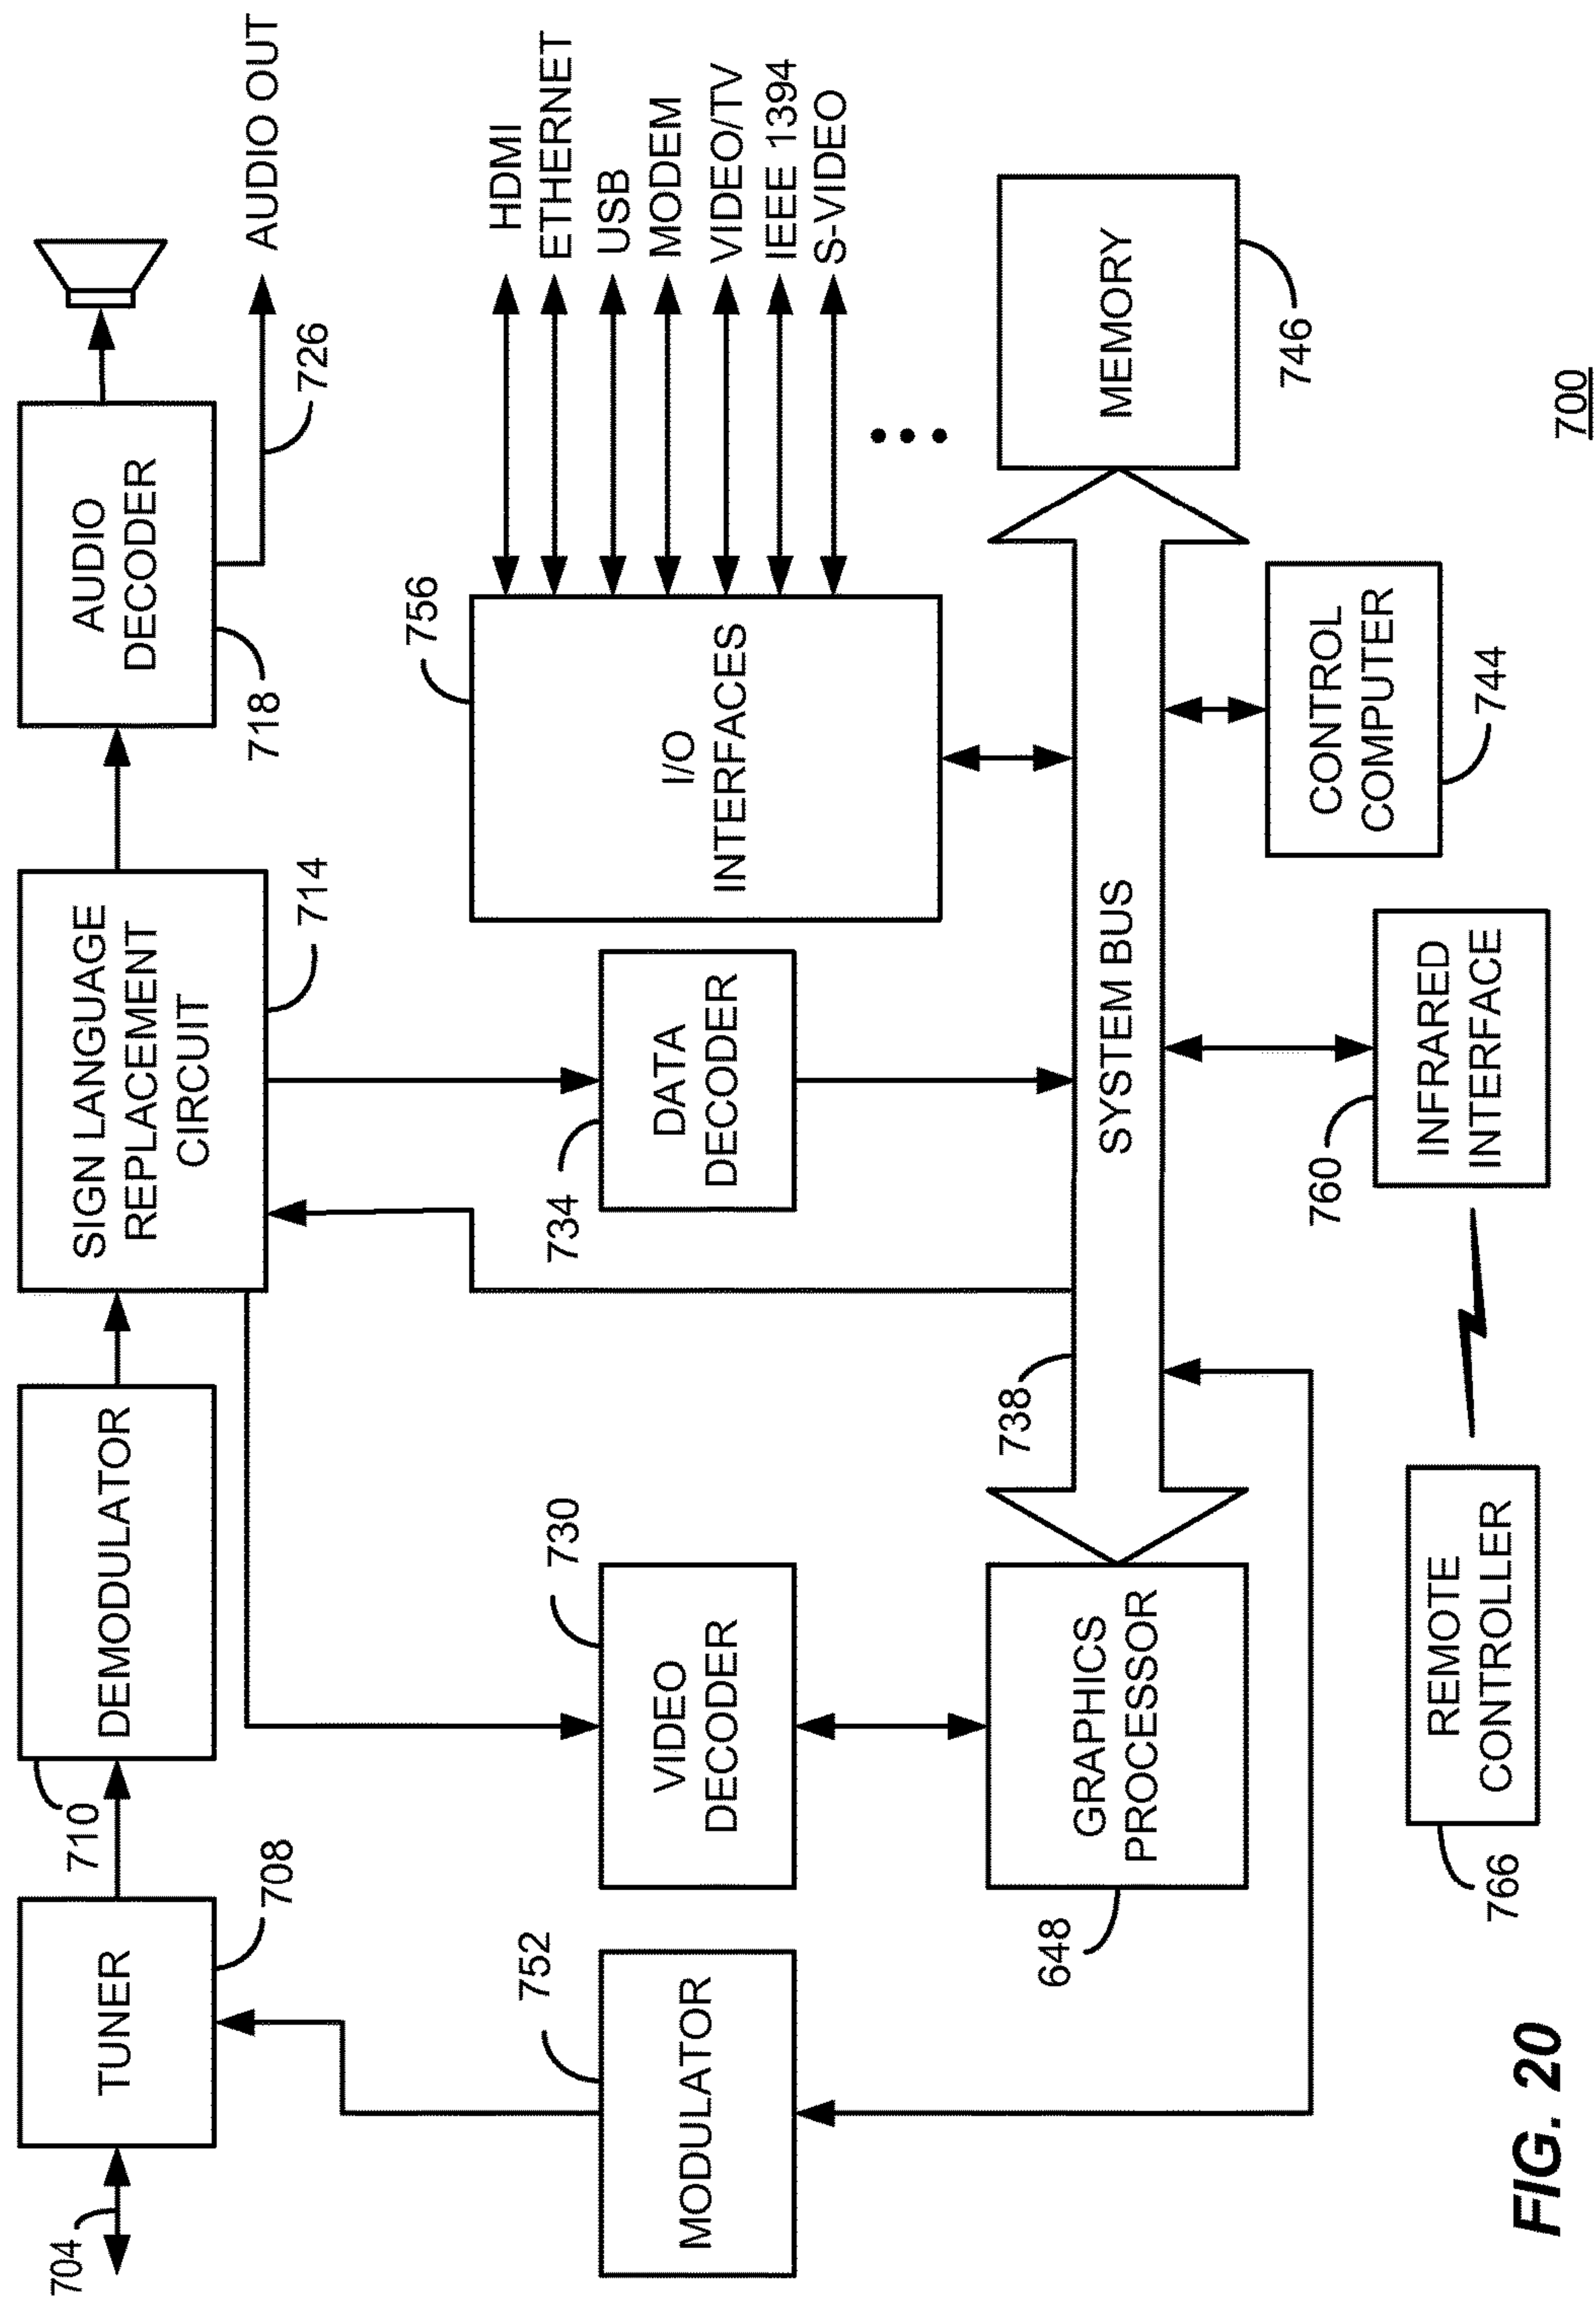 704
TUNER
708
710
DEMODULATOR
SIGN LANGUAGE
REPLACEMENT
CIRCUIT
714
AUDIO
DECODER
718
726
AUDIO OUT
752
MODULATOR
730
VIDEO
DECODER
734
DATA
DECODER
756
I/O
INTERFACES
HDMI
ETHERNET
USB
MODEM
VIDEO/TV
IEEE 1394
S-VIDEO
648
GRAPHICS
PROCESSOR
738
SYSTEM BUS
MEMORY
746
766
REMOTE
CONTROLLER
760
INFRARED
INTERFACE
CONTROL
COMPUTER
744
FIG. 20
700